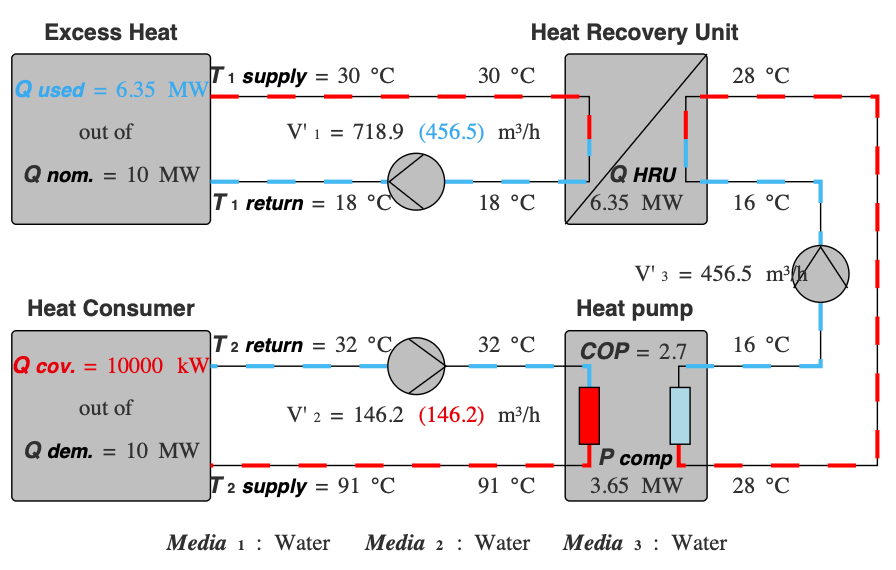 Excess Heat
Heat Recovery Unit
Q used = 6.35 MW
out of
Q nom. = 10 MW
T 1 supply = 30 °C
30 °C
28 °C
V' 1 = 718.9 (456.5) m³/h
T 1 return = 18 °C
18 °C
Q HRU
6.35 MW
16 °C
V' 3 = 456.5 m³/h
Heat Consumer
Heat pump
Q cov. = 10000 kW
out of
Q dem. = 10 MW
T 2 return = 32 °C
32 °C
COP = 2.7
16 °C
V' 2 = 146.2 (146.2) m³/h
T 2 supply = 91 °C
91 °C
P comp
3.65 MW
28 °C
Media 1 : Water Media 2 : Water Media 3 : Water